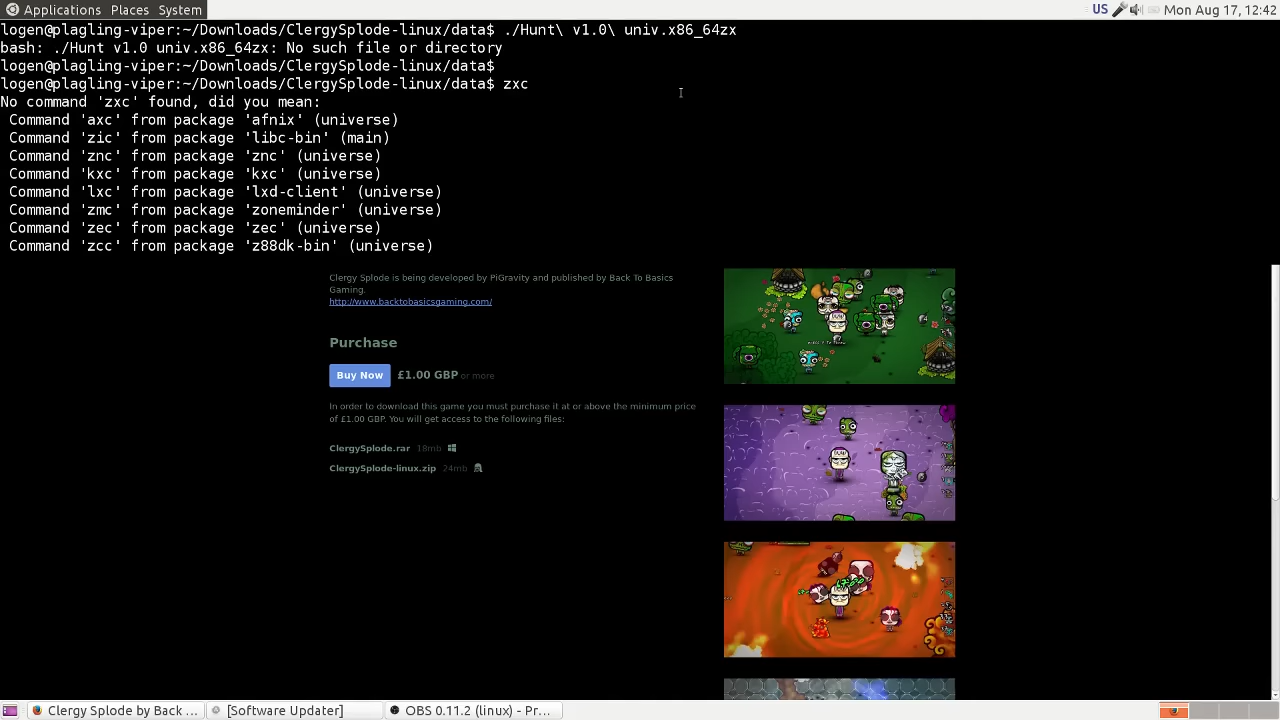 Applications Places System
US Mon Aug 17, 12:42
logen@plagling-viper:~/Downloads/ClergySplode-linux/data$ ./Hunt\ v1.0\ univ.x86_64zx
bash: ./Hunt v1.0 univ.x86_64zx: No such file or directory
logen@plagling-viper:~/Downloads/ClergySplode-linux/data$
logen@plagling-viper:~/Downloads/ClergySplode-linux/data$ zxc
No command 'zxc' found, did you mean:
Command 'axc' from package 'afnix' (universe)
Command 'zic' from package 'libc-bin' (main)
Command 'znc' from package 'znc' (universe)
Command 'kxc' from package 'kxc' (universe)
Command 'lxc' from package 'lxd-client' (universe)
Command 'zmc' from package 'zoneminder' (universe)
Command 'zec' from package 'zec' (universe)
Command 'zcc' from package 'z88dk-bin' (universe)
Clergy Splode is being developed by PiGravity and published by Back To Basics
Gaming.
http://www.backtobasicsgaming.com/
Purchase
Buy Now £1.00 GBP or more
In order to download this game you must purchase it at or above the minimum price
of £1.00 GBP. You will get access to the following files:
ClergySplode.rar 18mb
ClergySplode-linux.zip 24mb
Clergy Splode by Back ... [Software Updater] OBS 0.11.2 (linux) - Pr...